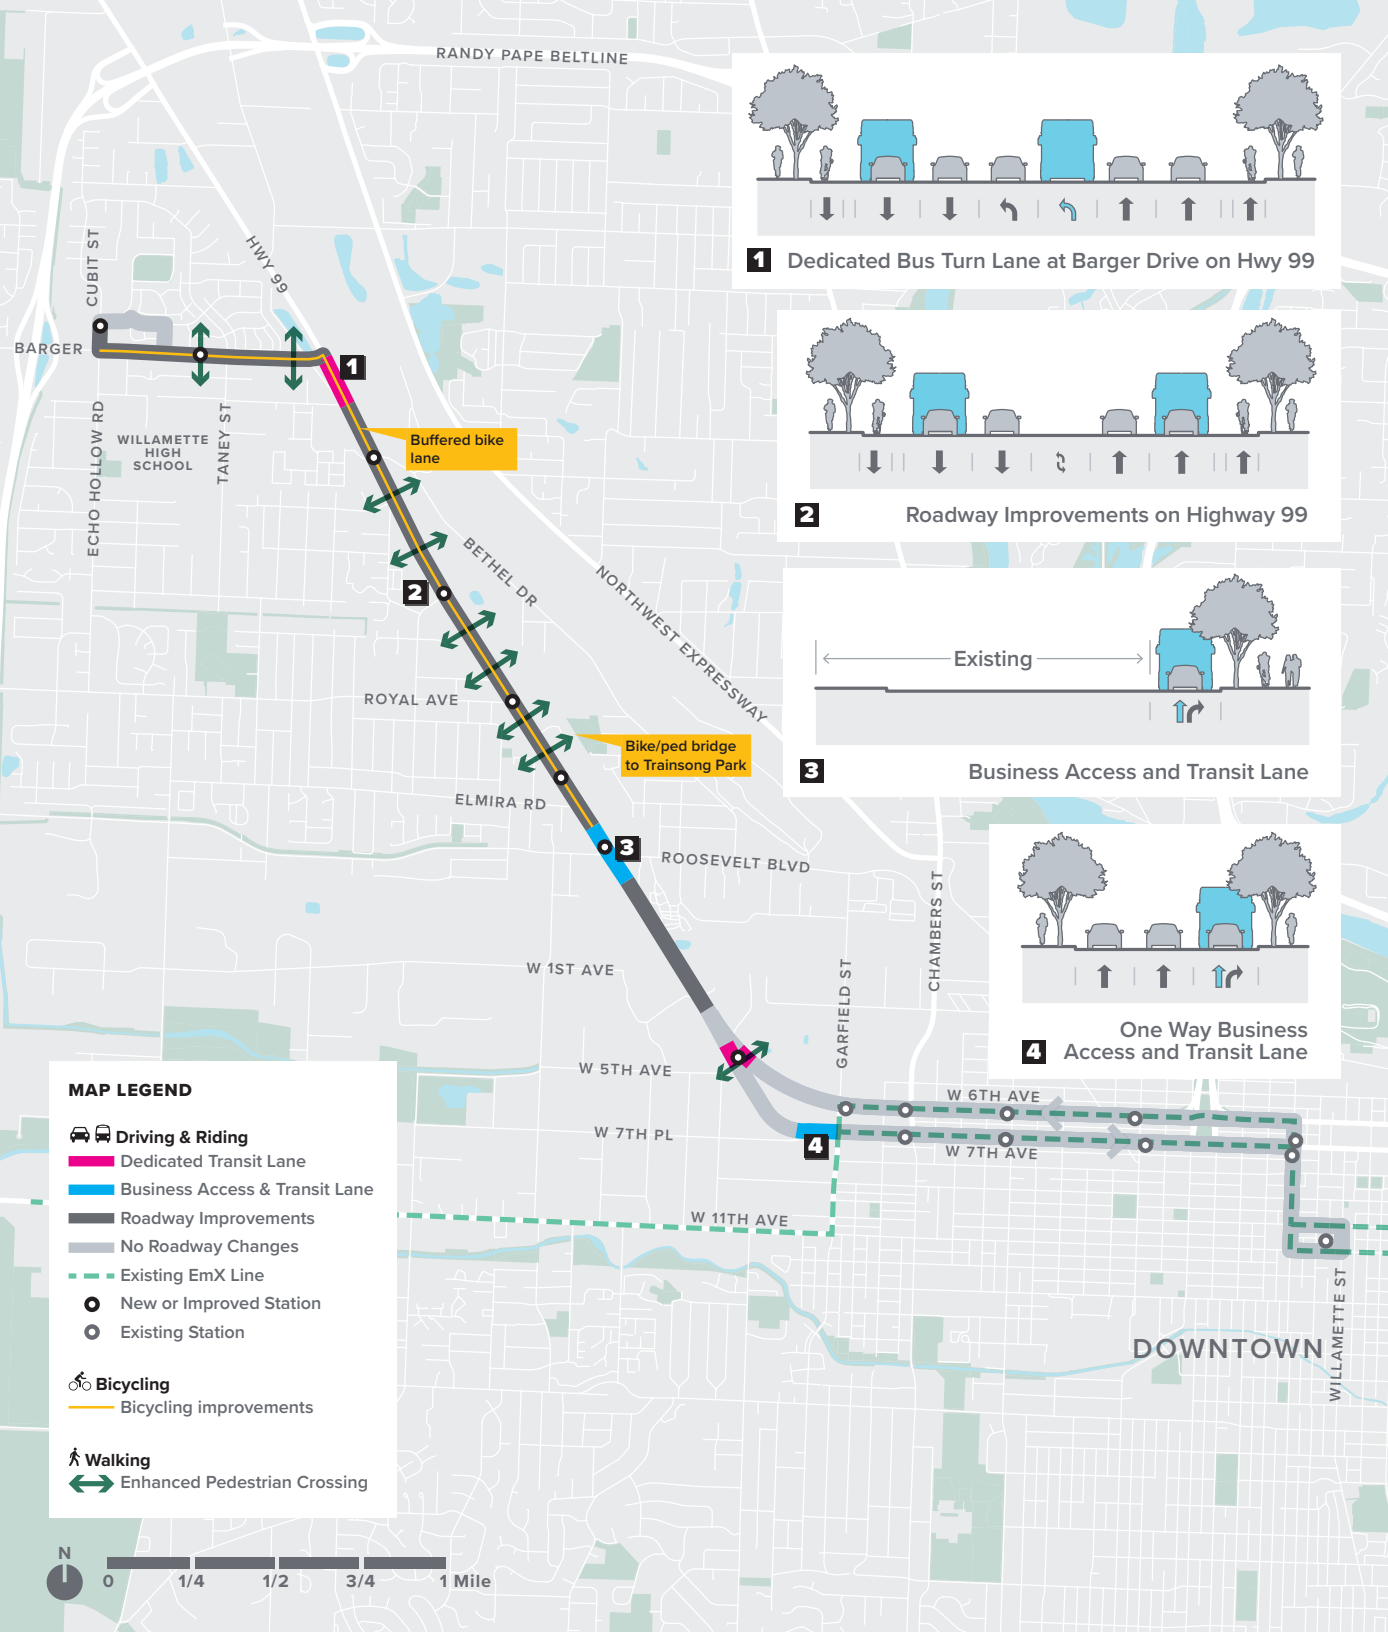 RANDY PAPE BELTLINE
1 Dedicated Bus Turn Lane at Barger Drive on Hwy 99
CUBIT ST
HWY 99
BARGER
1
ECHO HOLLOW RD
WILLAMETTE
HIGH
SCHOOL
TANEY ST
Buffered bike
lane
2 Roadway Improvements on Highway 99
BETHEL DR
NORTHWEST EXPRESSWAY
2
Existing
3 Business Access and Transit Lane
ROYAL AVE
Bike/ped bridge
to Trainsong Park
ELMIRA RD
3
ROOSEVELT BLVD
CHAMBERS ST
GARFIELD ST
W 1ST AVE
4 One Way Business
Access and Transit Lane
W 5TH AVE
W 6TH AVE
W 7TH PL
4
W 7TH AVE
W 11TH AVE
DOWNTOWN
WILLAMETTE ST
MAP LEGEND
Driving & Riding
Dedicated Transit Lane
Business Access & Transit Lane
Roadway Improvements
No Roadway Changes
Existing EmX Line
New or Improved Station
Existing Station
Bicycling
Bicycling improvements
Walking
Enhanced Pedestrian Crossing
N
0 1/4 1/2 3/4 1 Mile